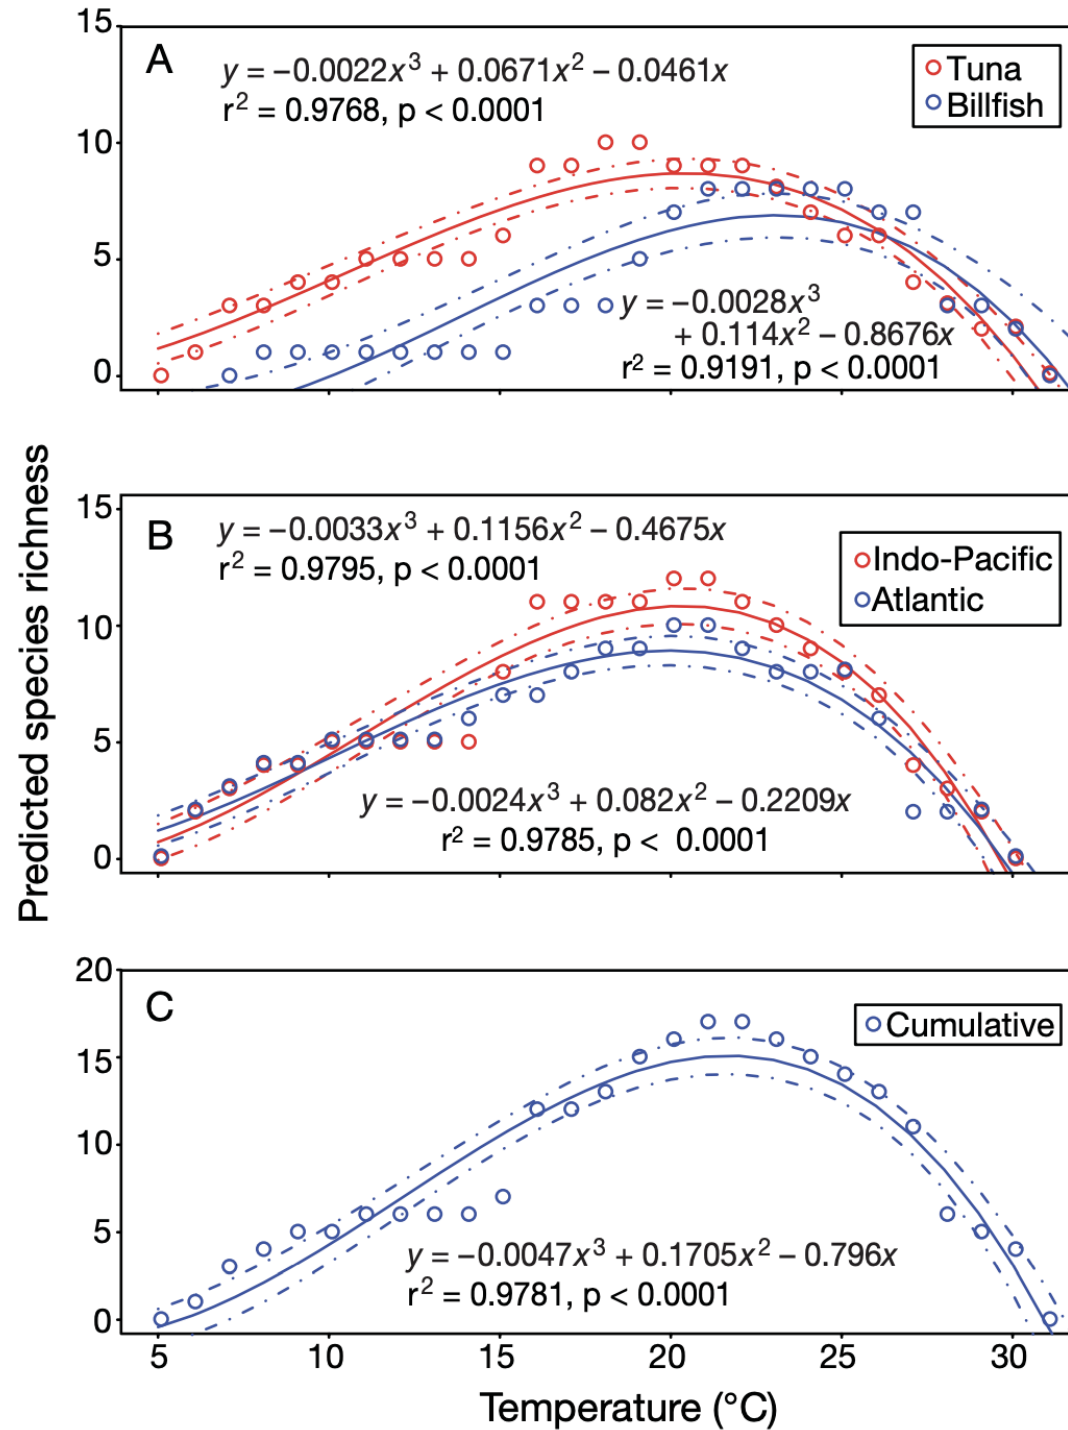 15
A
y = −0.0022x³ + 0.0671x² − 0.0461x
r² = 0.9768, p < 0.0001
Tuna
Billfish
10
5
y = −0.0028x³
+ 0.114x² − 0.8676x
r² = 0.9191, p < 0.0001
0
Predicted species richness
15
B
y = −0.0033x³ + 0.1156x² − 0.4675x
r² = 0.9795, p < 0.0001
Indo-Pacific
Atlantic
10
5
y = −0.0024x³ + 0.082x² − 0.2209x
r² = 0.9785, p < 0.0001
0
20
C
Cumulative
15
10
5
y = −0.0047x³ + 0.1705x² − 0.796x
r² = 0.9781, p < 0.0001
0
5 10 15 20 25 30
Temperature (°C)